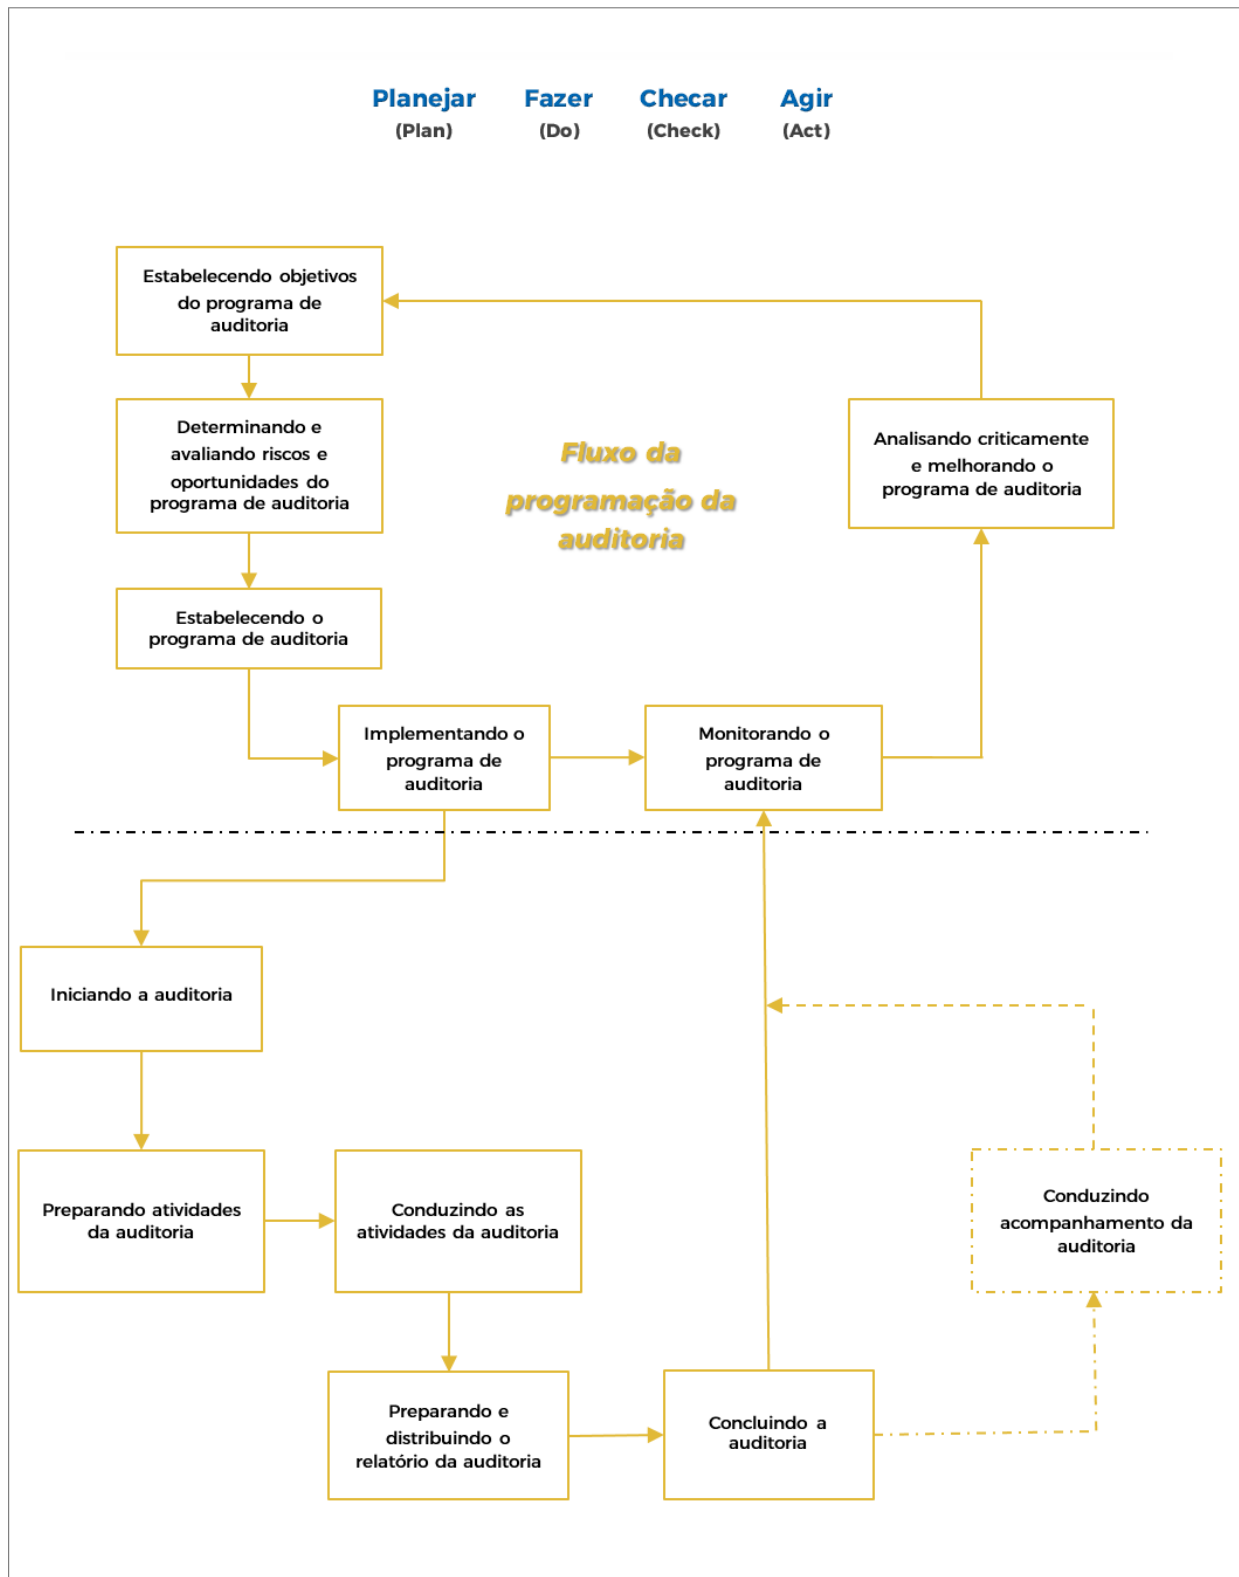 Planejar Fazer Checar Agir
(Plan) (Do) (Check) (Act)
Estabelecendo objetivos
do programa de
auditoria
Determinando e
avaliando riscos e
oportunidades do
programa de auditoria
Fluxo da
programação da
auditoria
Analisando criticamente
e melhorando o
programa de auditoria
Estabelecendo o
programa de auditoria
Implementando o
programa de
auditoria
Monitorando o
programa de
auditoria
Iniciando a auditoria
Preparando atividades
da auditoria
Conduzindo as
atividades da auditoria
Conduzindo
acompanhamento da
auditoria
Preparando e
distribuindo o
relatório da auditoria
Concluindo a
auditoria